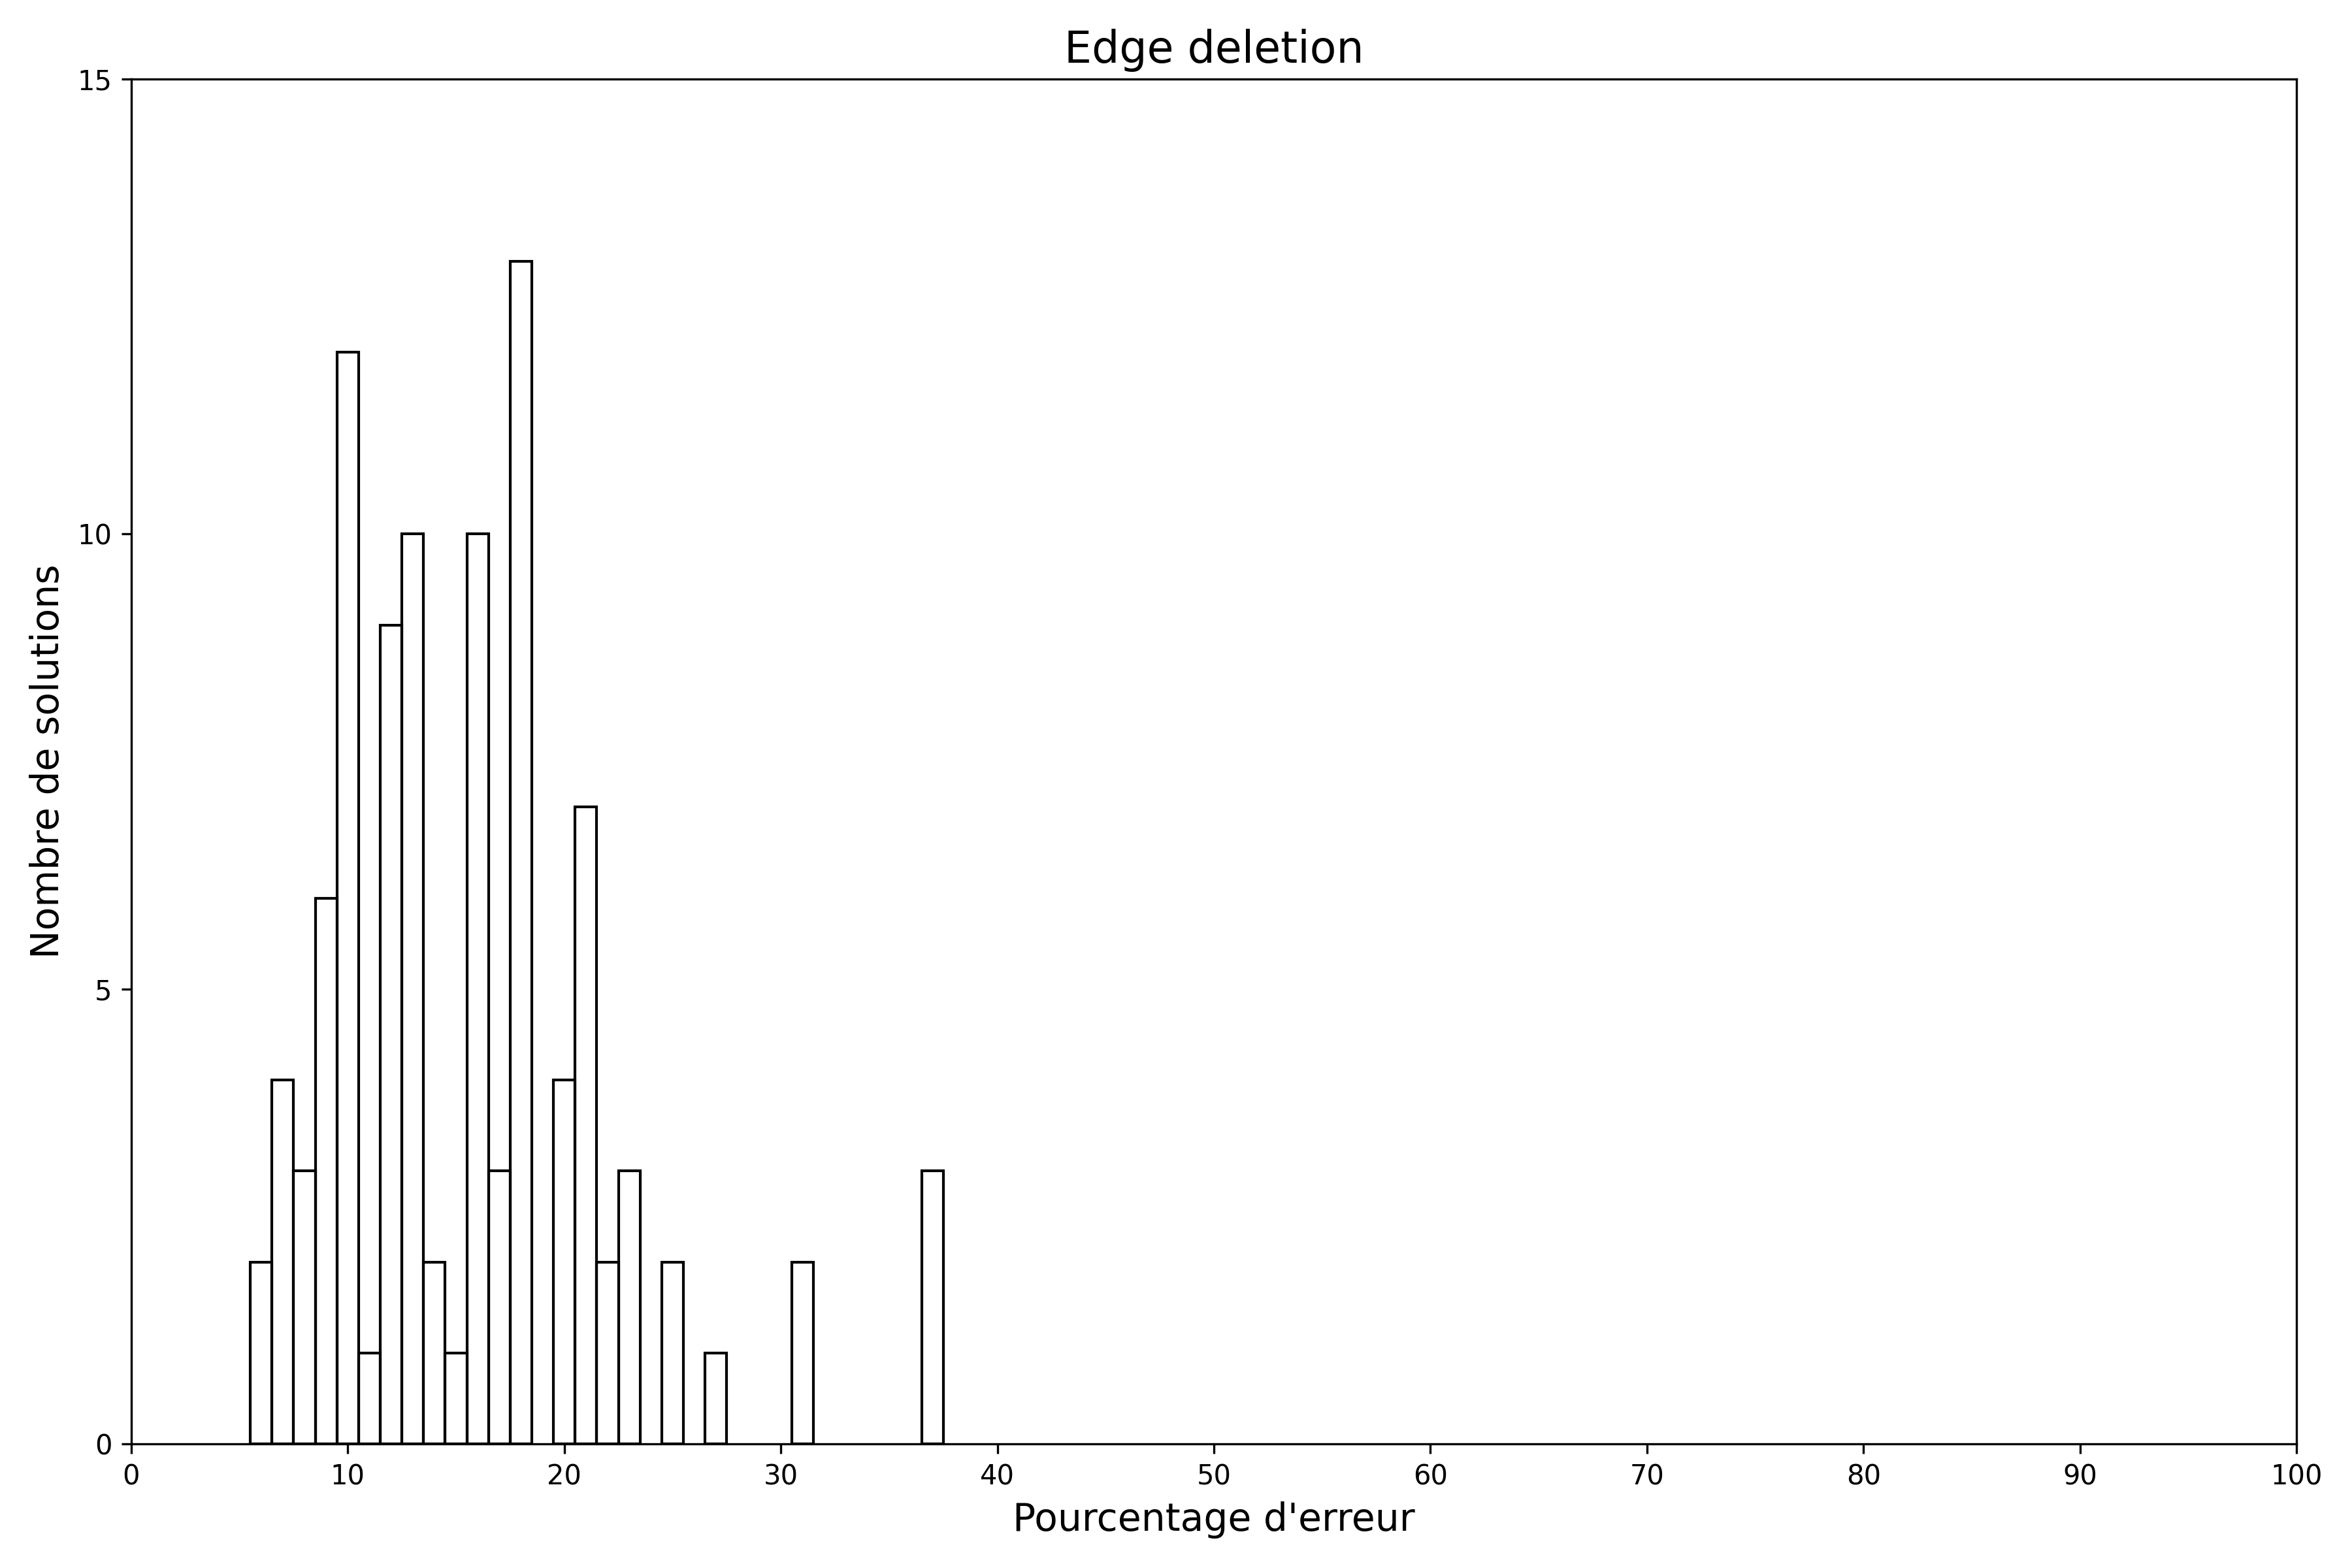 Edge deletion
15
10
5
0
Nombre de solutions
0 10 20 30 40 50 60 70 80 90 100
Pourcentage d'erreur